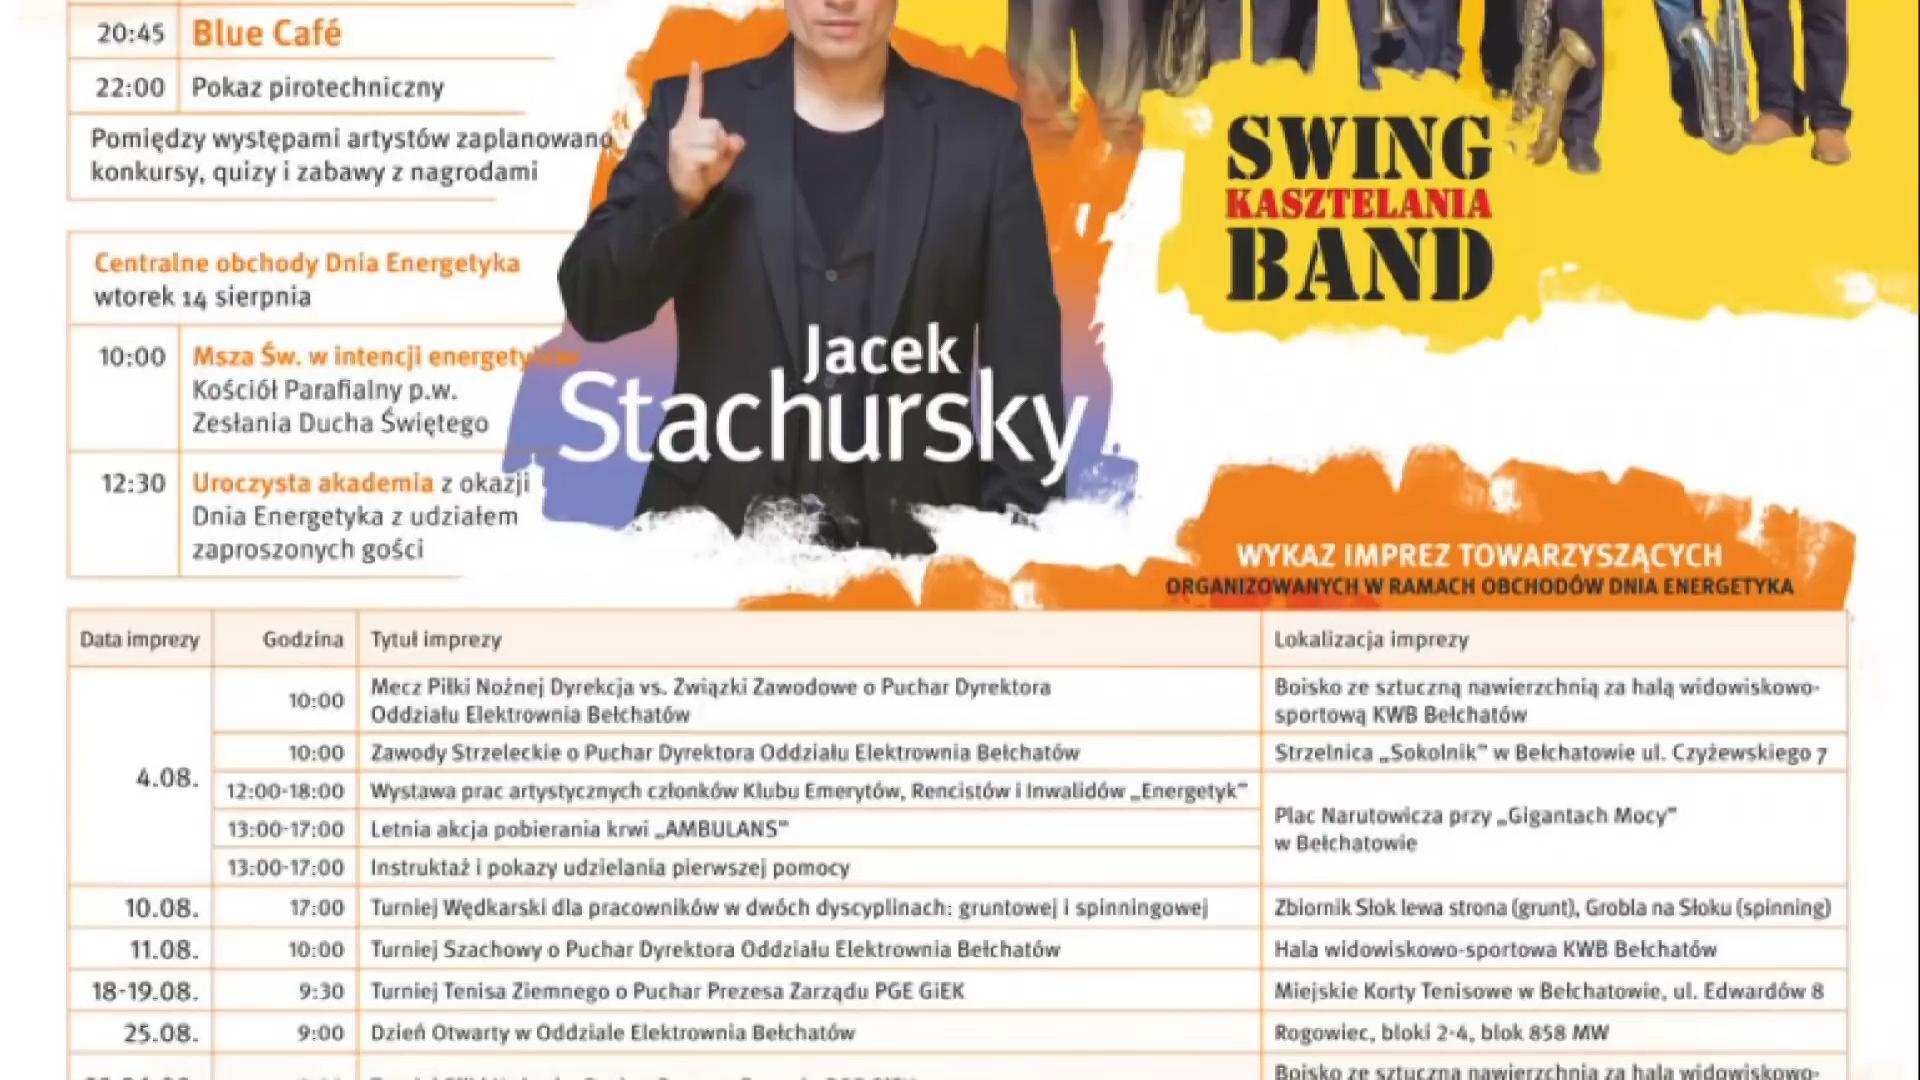 20:45 Blue Café
22:00 Pokaz pirotechniczny
Pomiędzy występami artystów zaplanowano
konkursy, quizy i zabawy z nagrodami
Centralne obchody Dnia Energetyka
wtorek 14 sierpnia
10:00 Msza Św. w intencji energetyków
Kościół Parafialny p.w.
Zesłania Ducha Świętego
12:30 Uroczysta akademia z okazji
Dnia Energetyka z udziałem
zaproszonych gości
Jacek
Stachursky
SWING
KASZTELANIA
BAND
WYKAZ IMPREZ TOWARZYSZĄCYCH
ORGANIZOWANYCH W RAMACH OBCHODÓW DNIA ENERGETYKA
Data imprezy Godzina Tytuł imprezy Lokalizacja imprezy
4.08.
10:00 Mecz Piłki Nożnej Dyrekcja vs. Związki Zawodowe o Puchar Dyrektora
Oddziału Elektrownia Bełchatów
Boisko ze sztuczną nawierzchnią za halą widowiskowo-
sportową KWB Bełchatów
10:00 Zawody Strzeleckie o Puchar Dyrektora Oddziału Elektrownia Bełchatów Strzelnica „Sokolnik" w Bełchatowie ul. Czyżewskiego 7
12:00-18:00 Wystawa prac artystycznych członków Klubu Emerytów, Rencistów i Inwalidów „Energetyk"
13:00-17:00 Letnia akcja pobierania krwi „AMBULANS"
13:00-17:00 Instruktaż i pokazy udzielania pierwszej pomocy
Plac Narutowicza przy „Gigantach Mocy"
w Bełchatowie
10.08. 17:00 Turniej Wędkarski dla pracowników w dwóch dyscyplinach: gruntowej i spinningowej Zbiornik Słok lewa strona (grunt), Grobla na Słoku (spinning)
11.08. 10:00 Turniej Szachowy o Puchar Dyrektora Oddziału Elektrownia Bełchatów Hala widowiskowo-sportowa KWB Bełchatów
18-19.08. 9:30 Turniej Tenisa Ziemnego o Puchar Prezesa Zarządu PGE GiEK Miejskie Korty Tenisowe w Bełchatowie, ul. Edwardów 8
25.08. 9:00 Dzień Otwarty w Oddziale Elektrownia Bełchatów Rogowiec, bloki 2-4, blok 858 MW
Boisko ze sztuczną nawierzchnią za halą widowiskowo-